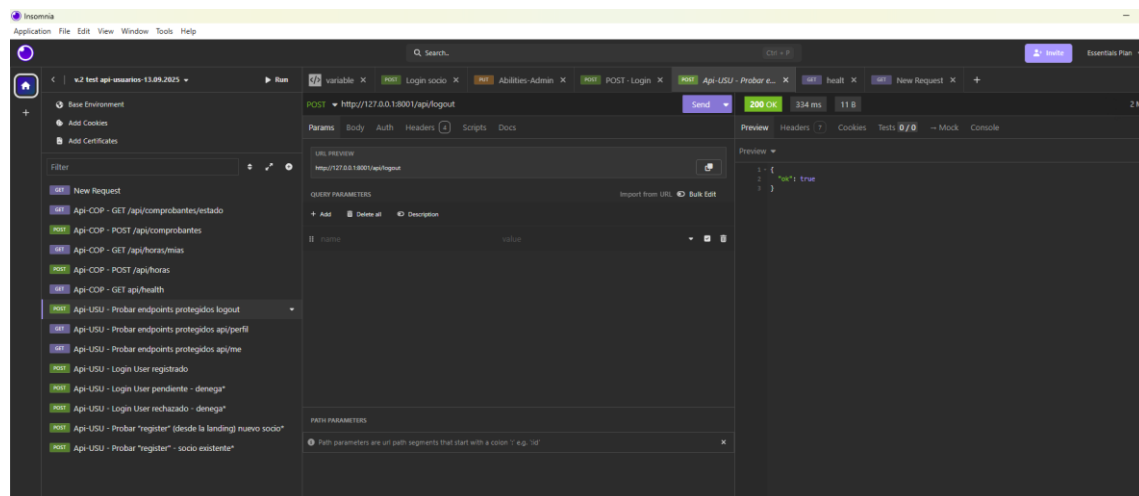 Insomnia
Application File Edit View Window Tools Help
Search.. Ctrl + P Invite Essentials Plan
v.2 test api-usuarios-13.09.2025 Run
variable POST Login socio PUT Abilities-Admin POST POST - Login POST Api-USU - Probar e... GET healt GET New Request
Base Environment
Add Cookies
Add Certificates
Filter
GET New Request
GET Api-COP - GET /api/comprobantes/estado
POST Api-COP - POST /api/comprobantes
GET Api-COP - GET /api/horas/mias
POST Api-COP - POST /api/horas
GET Api-COP - GET api/health
POST Api-USU - Probar endpoints protegidos logout
GET Api-USU - Probar endpoints protegidos api/perfil
GET Api-USU - Probar endpoints protegidos api/me
POST Api-USU - Login User registrado
POST Api-USU - Login User pendiente - denega*
POST Api-USU - Login User rechazado - denega*
POST Api-USU - Probar "register" (desde la landing) nuevo socio*
POST Api-USU - Probar "register" - socio existente*
POST http://127.0.0.1:8001/api/logout Send
Params Body Auth Headers 4 Scripts Docs
URL PREVIEW
http://127.0.0.1:8001/api/logout
QUERY PARAMETERS Import from URL Bulk Edit
+ Add Delete all Description
name value
PATH PARAMETERS
Path parameters are url path segments that start with a colon ':' e.g. ':id'
200 OK 334 ms 11 B 2 M
Preview Headers 7 Cookies Tests 0 / 0 → Mock Console
Preview
1 {
2 "ok": true
3 }